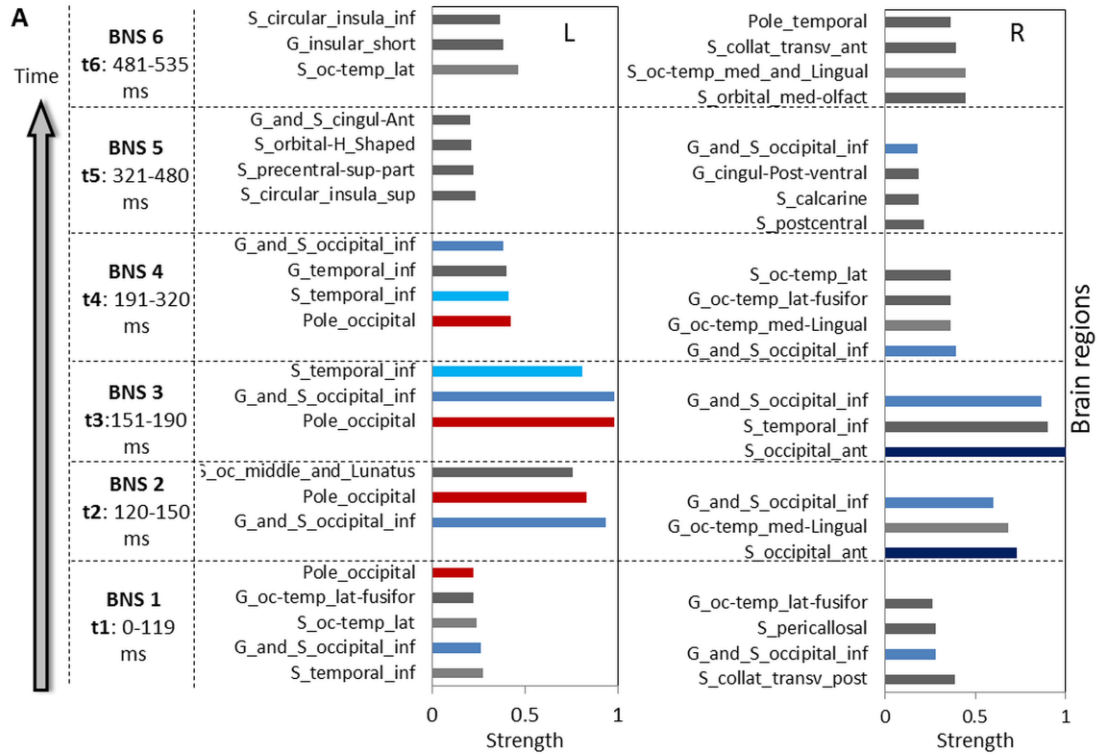 A
Time
BNS 6
t6: 481-535
ms
S_circular_insula_inf
G_insular_short
S_oc-temp_lat
L
Pole_temporal
S_collat_transv_ant
S_oc-temp_med_and_Lingual
S_orbital_med-olfact
R
BNS 5
t5: 321-480
ms
G_and_S_cingul-Ant
S_orbital-H_Shaped
S_precentral-sup-part
S_circular_insula_sup
G_and_S_occipital_inf
G_cingul-Post-ventral
S_calcarine
S_postcentral
BNS 4
t4: 191-320
ms
G_and_S_occipital_inf
G_temporal_inf
S_temporal_inf
Pole_occipital
S_oc-temp_lat
G_oc-temp_lat-fusifor
G_oc-temp_med-Lingual
G_and_S_occipital_inf
BNS 3
t3:151-190
ms
S_temporal_inf
G_and_S_occipital_inf
Pole_occipital
G_and_S_occipital_inf
S_temporal_inf
S_occipital_ant
BNS 2
t2: 120-150
ms
S_oc_middle_and_Lunatus
Pole_occipital
G_and_S_occipital_inf
G_and_S_occipital_inf
G_oc-temp_med-Lingual
S_occipital_ant
BNS 1
t1: 0-119
ms
Pole_occipital
G_oc-temp_lat-fusifor
S_oc-temp_lat
G_and_S_occipital_inf
S_temporal_inf
G_oc-temp_lat-fusifor
S_pericallosal
G_and_S_occipital_inf
S_collat_transv_post
0 0.5 1
Strength
0 0.5 1
Strength
Brain regions